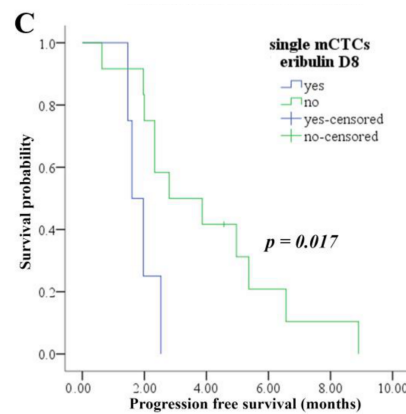 C
single mCTCs
eribulin D8
yes
no
yes-censored
no-censored
Survival probability
1.0
0.8
0.6
0.4
0.2
0.0
p = 0.017
0.00 2.00 4.00 6.00 8.00 10.00
Progression free survival (months)